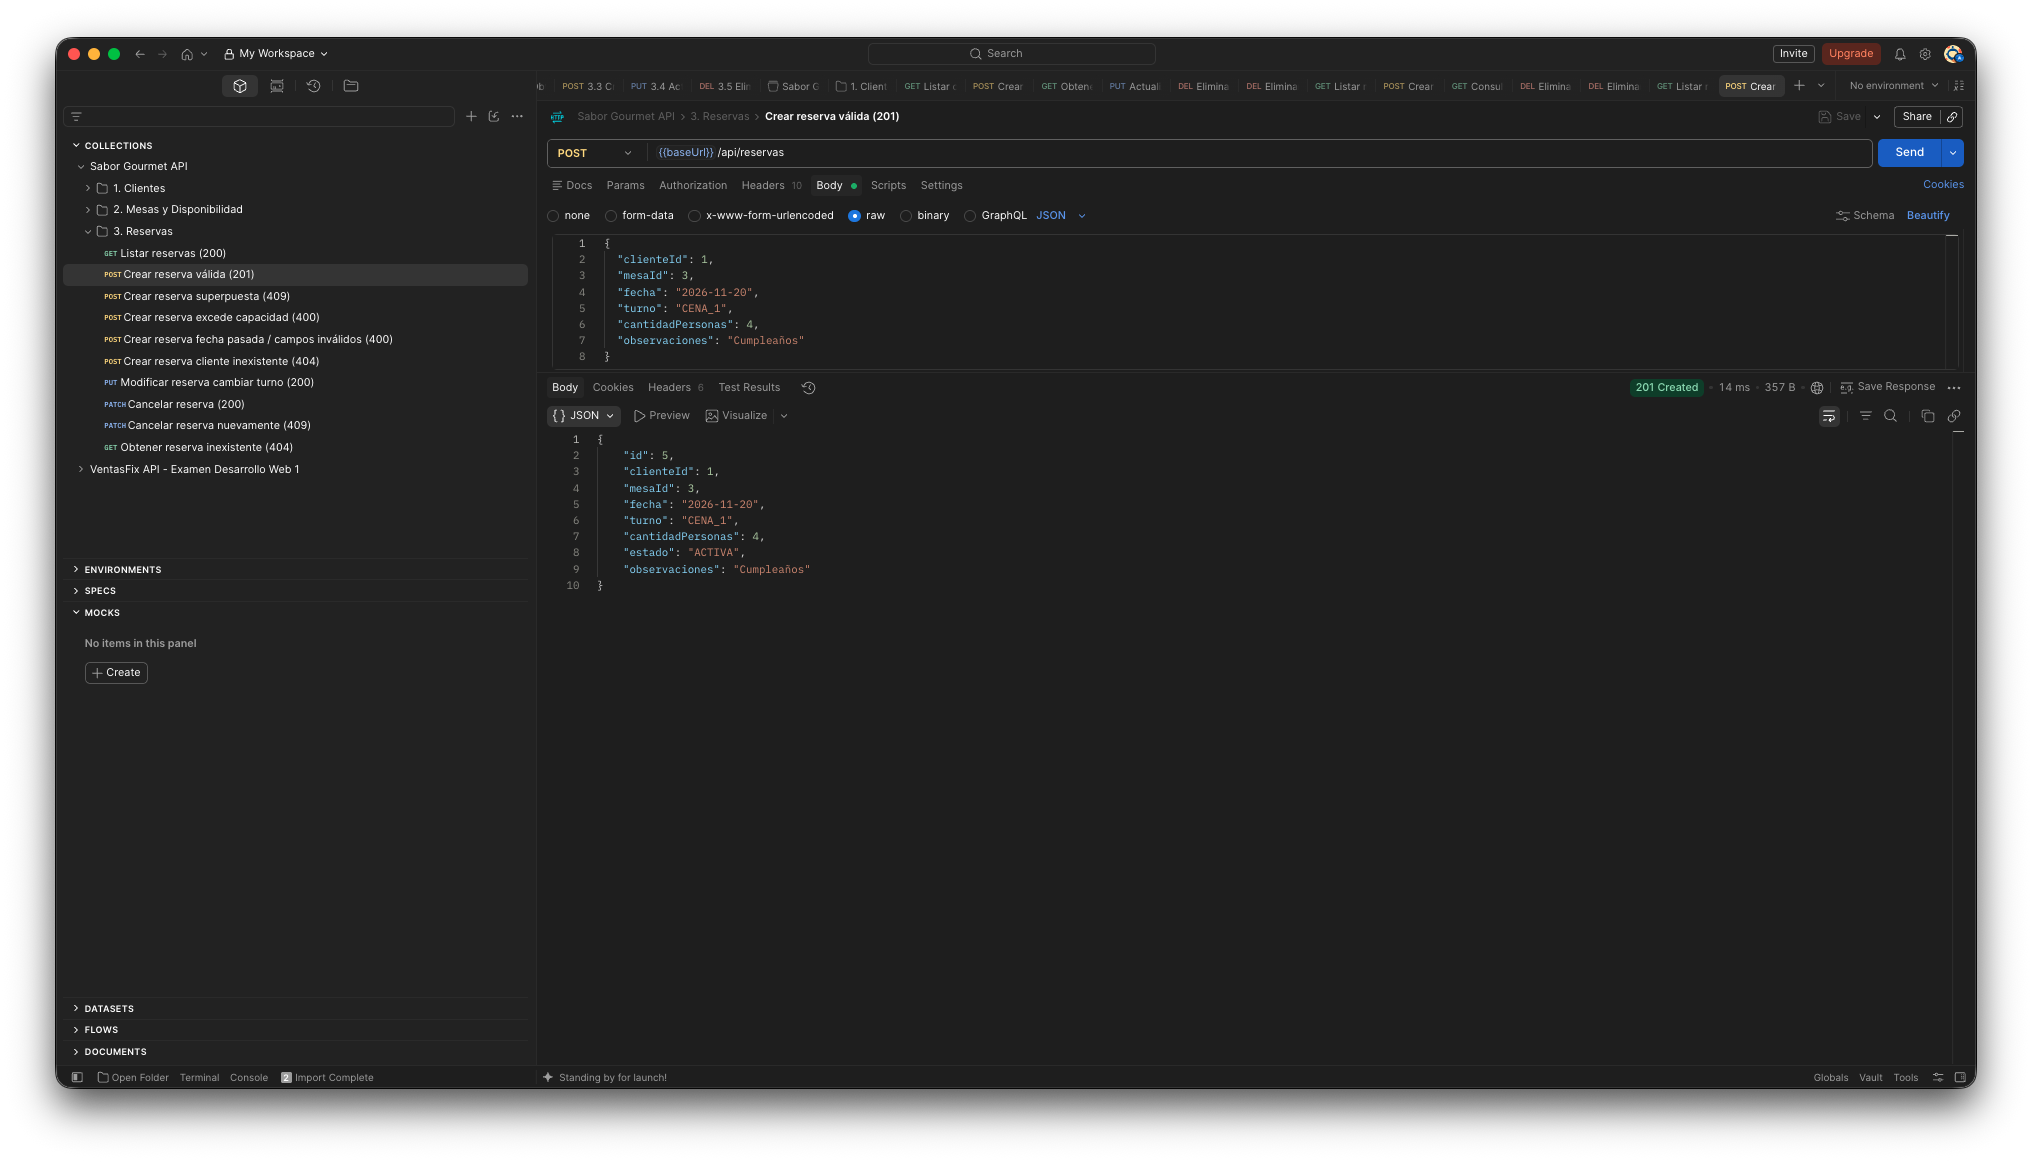 My Workspace
Search
Invite
Upgrade
POST 3.3 C
PUT 3.4 Ac
DEL 3.5 Elin
Sabor G
1. Client
GET Listar
POST Crear
GET Obten
PUT Actuali
DEL Elimina
DEL Elimina
GET Listar
POST Crear
GET Consul
DEL Elimina
DEL Elimina
GET Listar
POST Crear
No environment
COLLECTIONS
Sabor Gourmet API
1. Clientes
2. Mesas y Disponibilidad
3. Reservas
GET Listar reservas (200)
POST Crear reserva válida (201)
POST Crear reserva superpuesta (409)
POST Crear reserva excede capacidad (400)
POST Crear reserva fecha pasada / campos inválidos (400)
POST Crear reserva cliente inexistente (404)
PUT Modificar reserva cambiar turno (200)
PATCH Cancelar reserva (200)
PATCH Cancelar reserva nuevamente (409)
GET Obtener reserva inexistente (404)
VentasFix API - Examen Desarrollo Web 1
ENVIRONMENTS
SPECS
MOCKS
No items in this panel
Create
DATASETS
FLOWS
DOCUMENTS
HTTP Sabor Gourmet API > 3. Reservas > Crear reserva válida (201)
Save
Share
POST
{{baseUrl}} /api/reservas
Send
Docs Params Authorization Headers 10 Body Scripts Settings
Cookies
none form-data x-www-form-urlencoded raw binary GraphQL JSON
Schema Beautify
1 {
2 "clienteId": 1,
3 "mesaId": 3,
4 "fecha": "2026-11-20",
5 "turno": "CENA_1",
6 "cantidadPersonas": 4,
7 "observaciones": "Cumpleaños"
8 }
Body Cookies Headers 6 Test Results
201 Created • 14 ms • 357 B •
e.g. Save Response
{} JSON Preview Visualize
1 {
2 "id": 5,
3 "clienteId": 1,
4 "mesaId": 3,
5 "fecha": "2026-11-20",
6 "turno": "CENA_1",
7 "cantidadPersonas": 4,
8 "estado": "ACTIVA",
9 "observaciones": "Cumpleaños"
10 }
Open Folder Terminal Console 2 Import Complete
Standing by for launch!
Globals Vault Tools